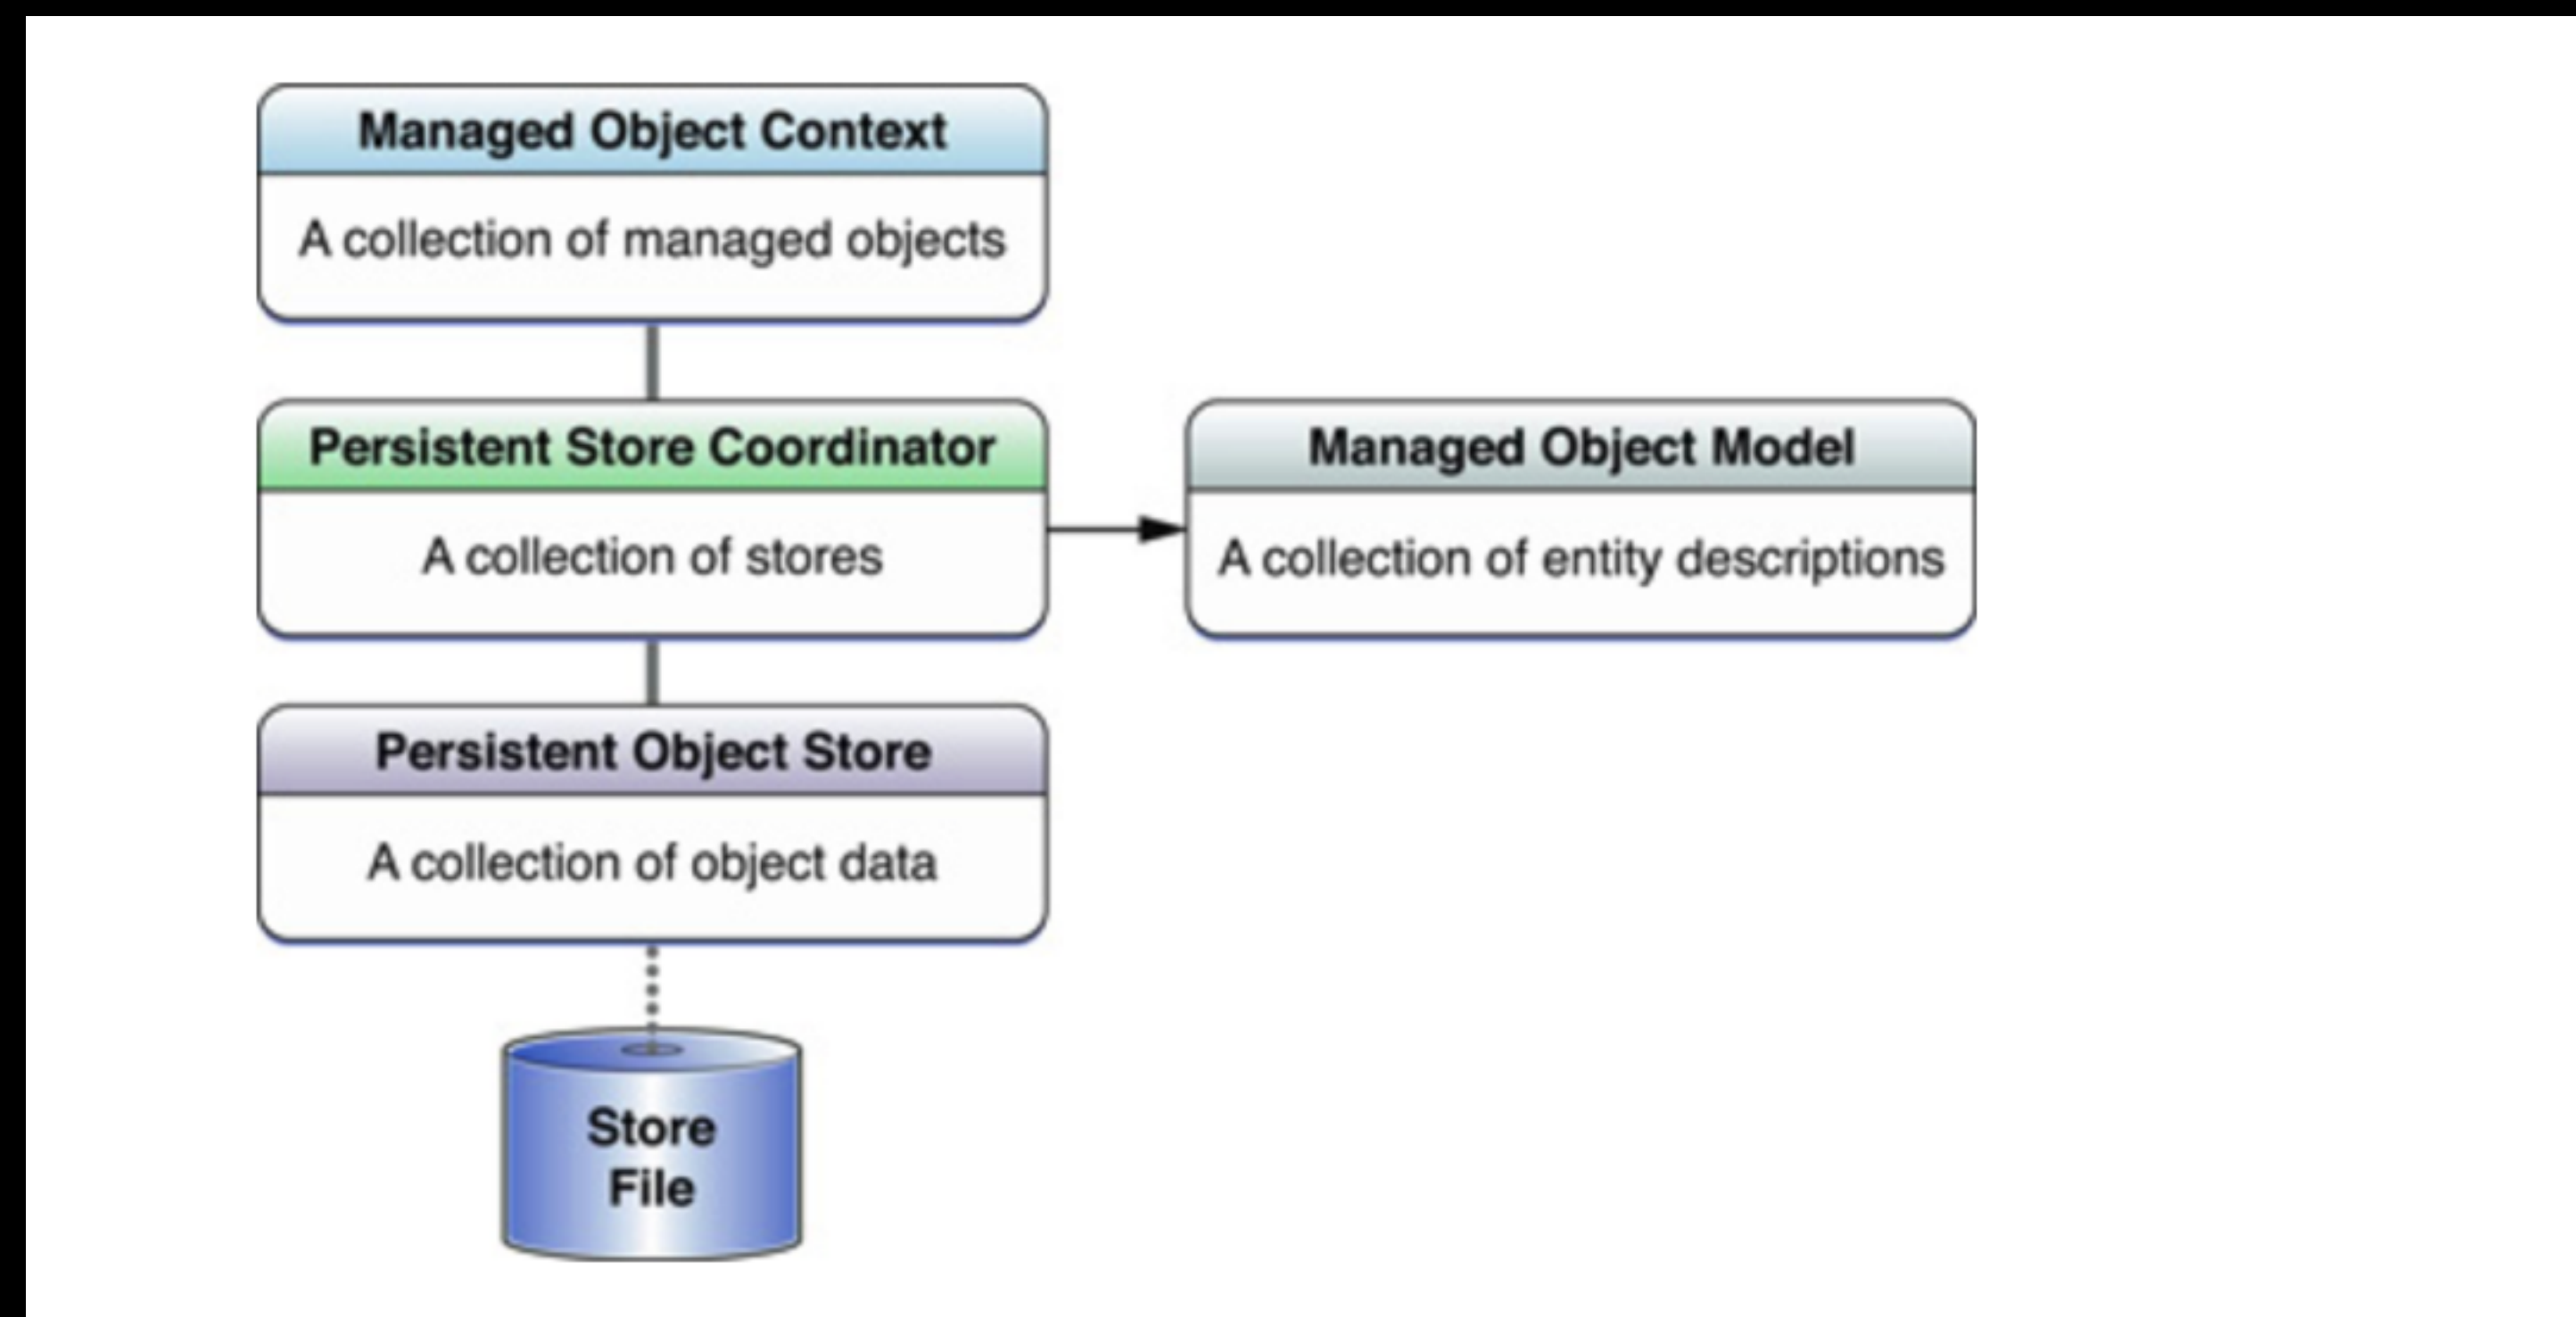 Managed Object Context
A collection of managed objects
Persistent Store Coordinator
A collection of stores
Managed Object Model
A collection of entity descriptions
Persistent Object Store
A collection of object data
Store
File